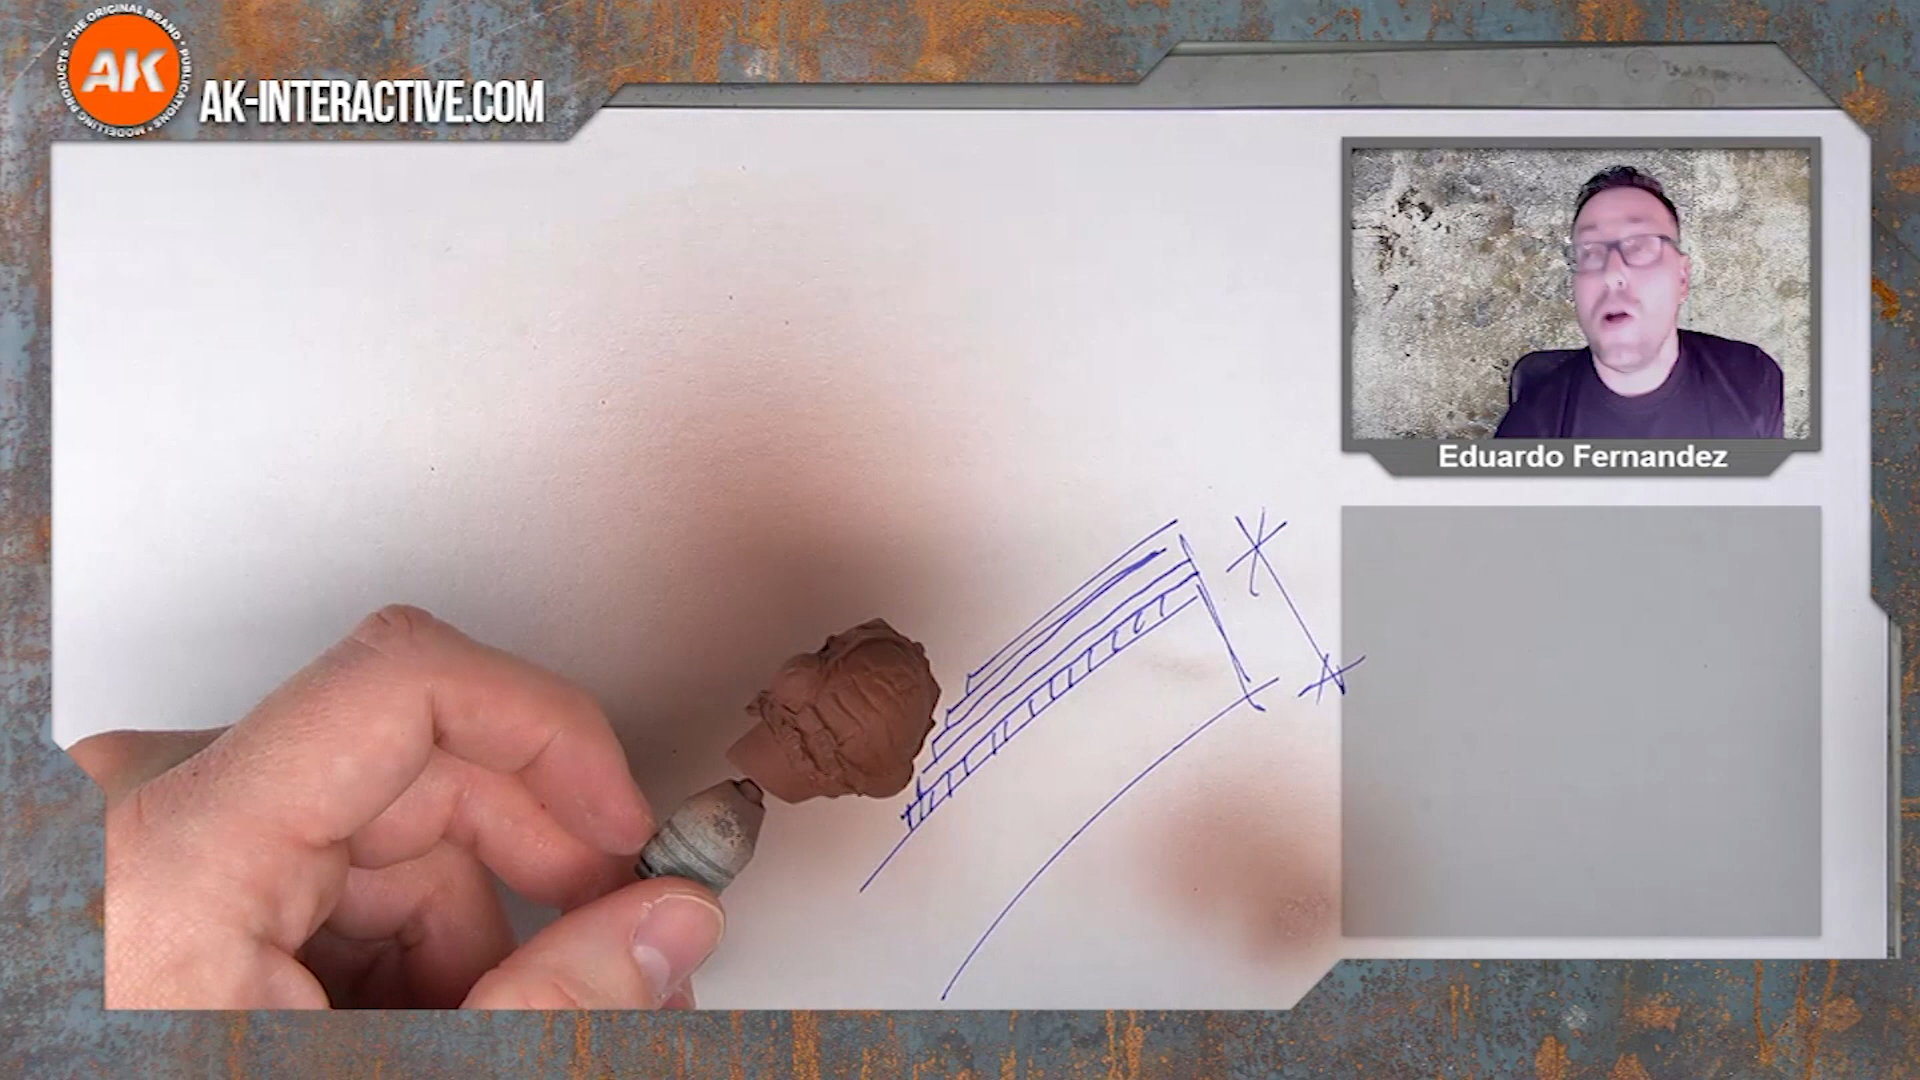 THE ORIGINAL BRAND • PUBLICATIONS • MODELLING PRODUCTS •
AK
AK-INTERACTIVE.COM
Eduardo Fernandez